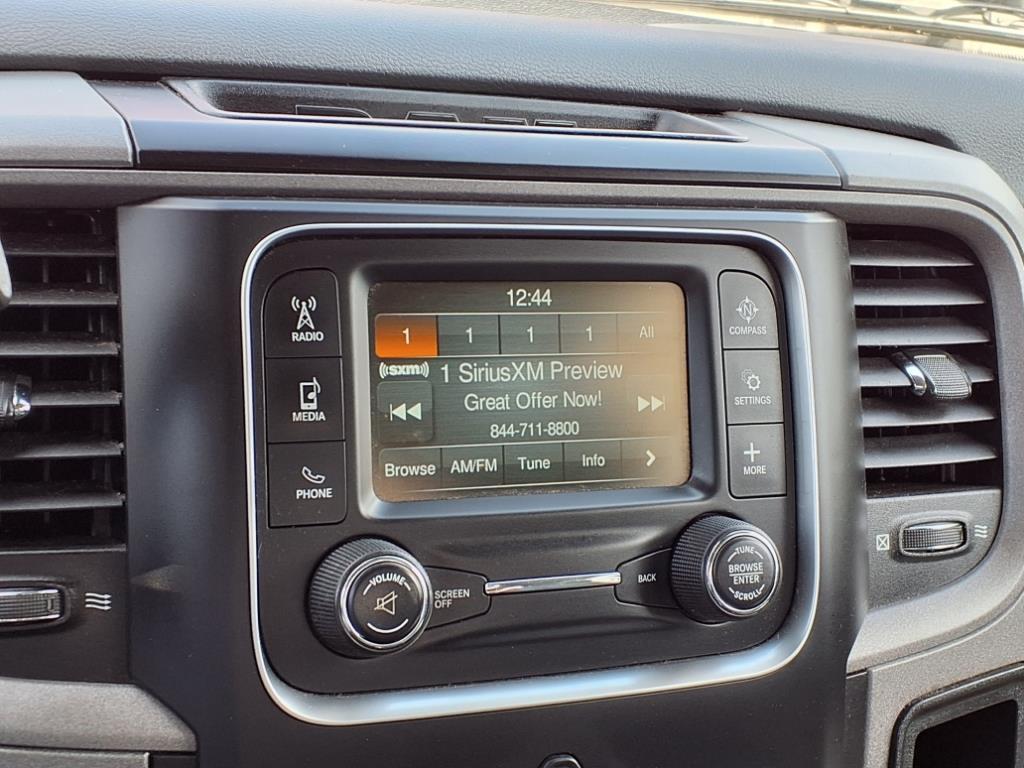 12:44
1 1 1 1 All
((sxm)) 1 SiriusXM Preview
Great Offer Now!
844-711-8800
Browse AM/FM Tune Info >
RADIO
MEDIA
PHONE
N
COMPASS
SETTINGS
+
MORE
VOLUME
SCREEN
OFF
BACK
TUNE
BROWSE
ENTER
SCROLL